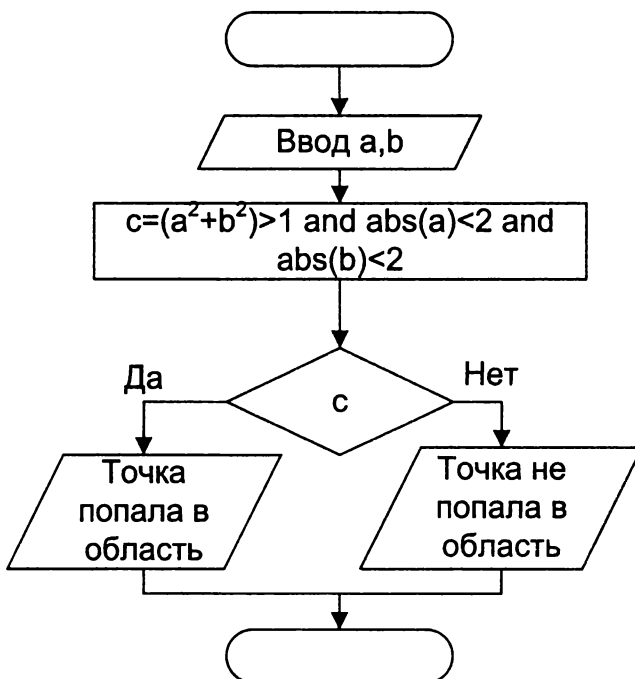 Ввод a,b
c=(a²+b²)>1 and abs(a)<2 and
abs(b)<2
Да
Нет
c
Точка
попала в
область
Точка не
попала в
область